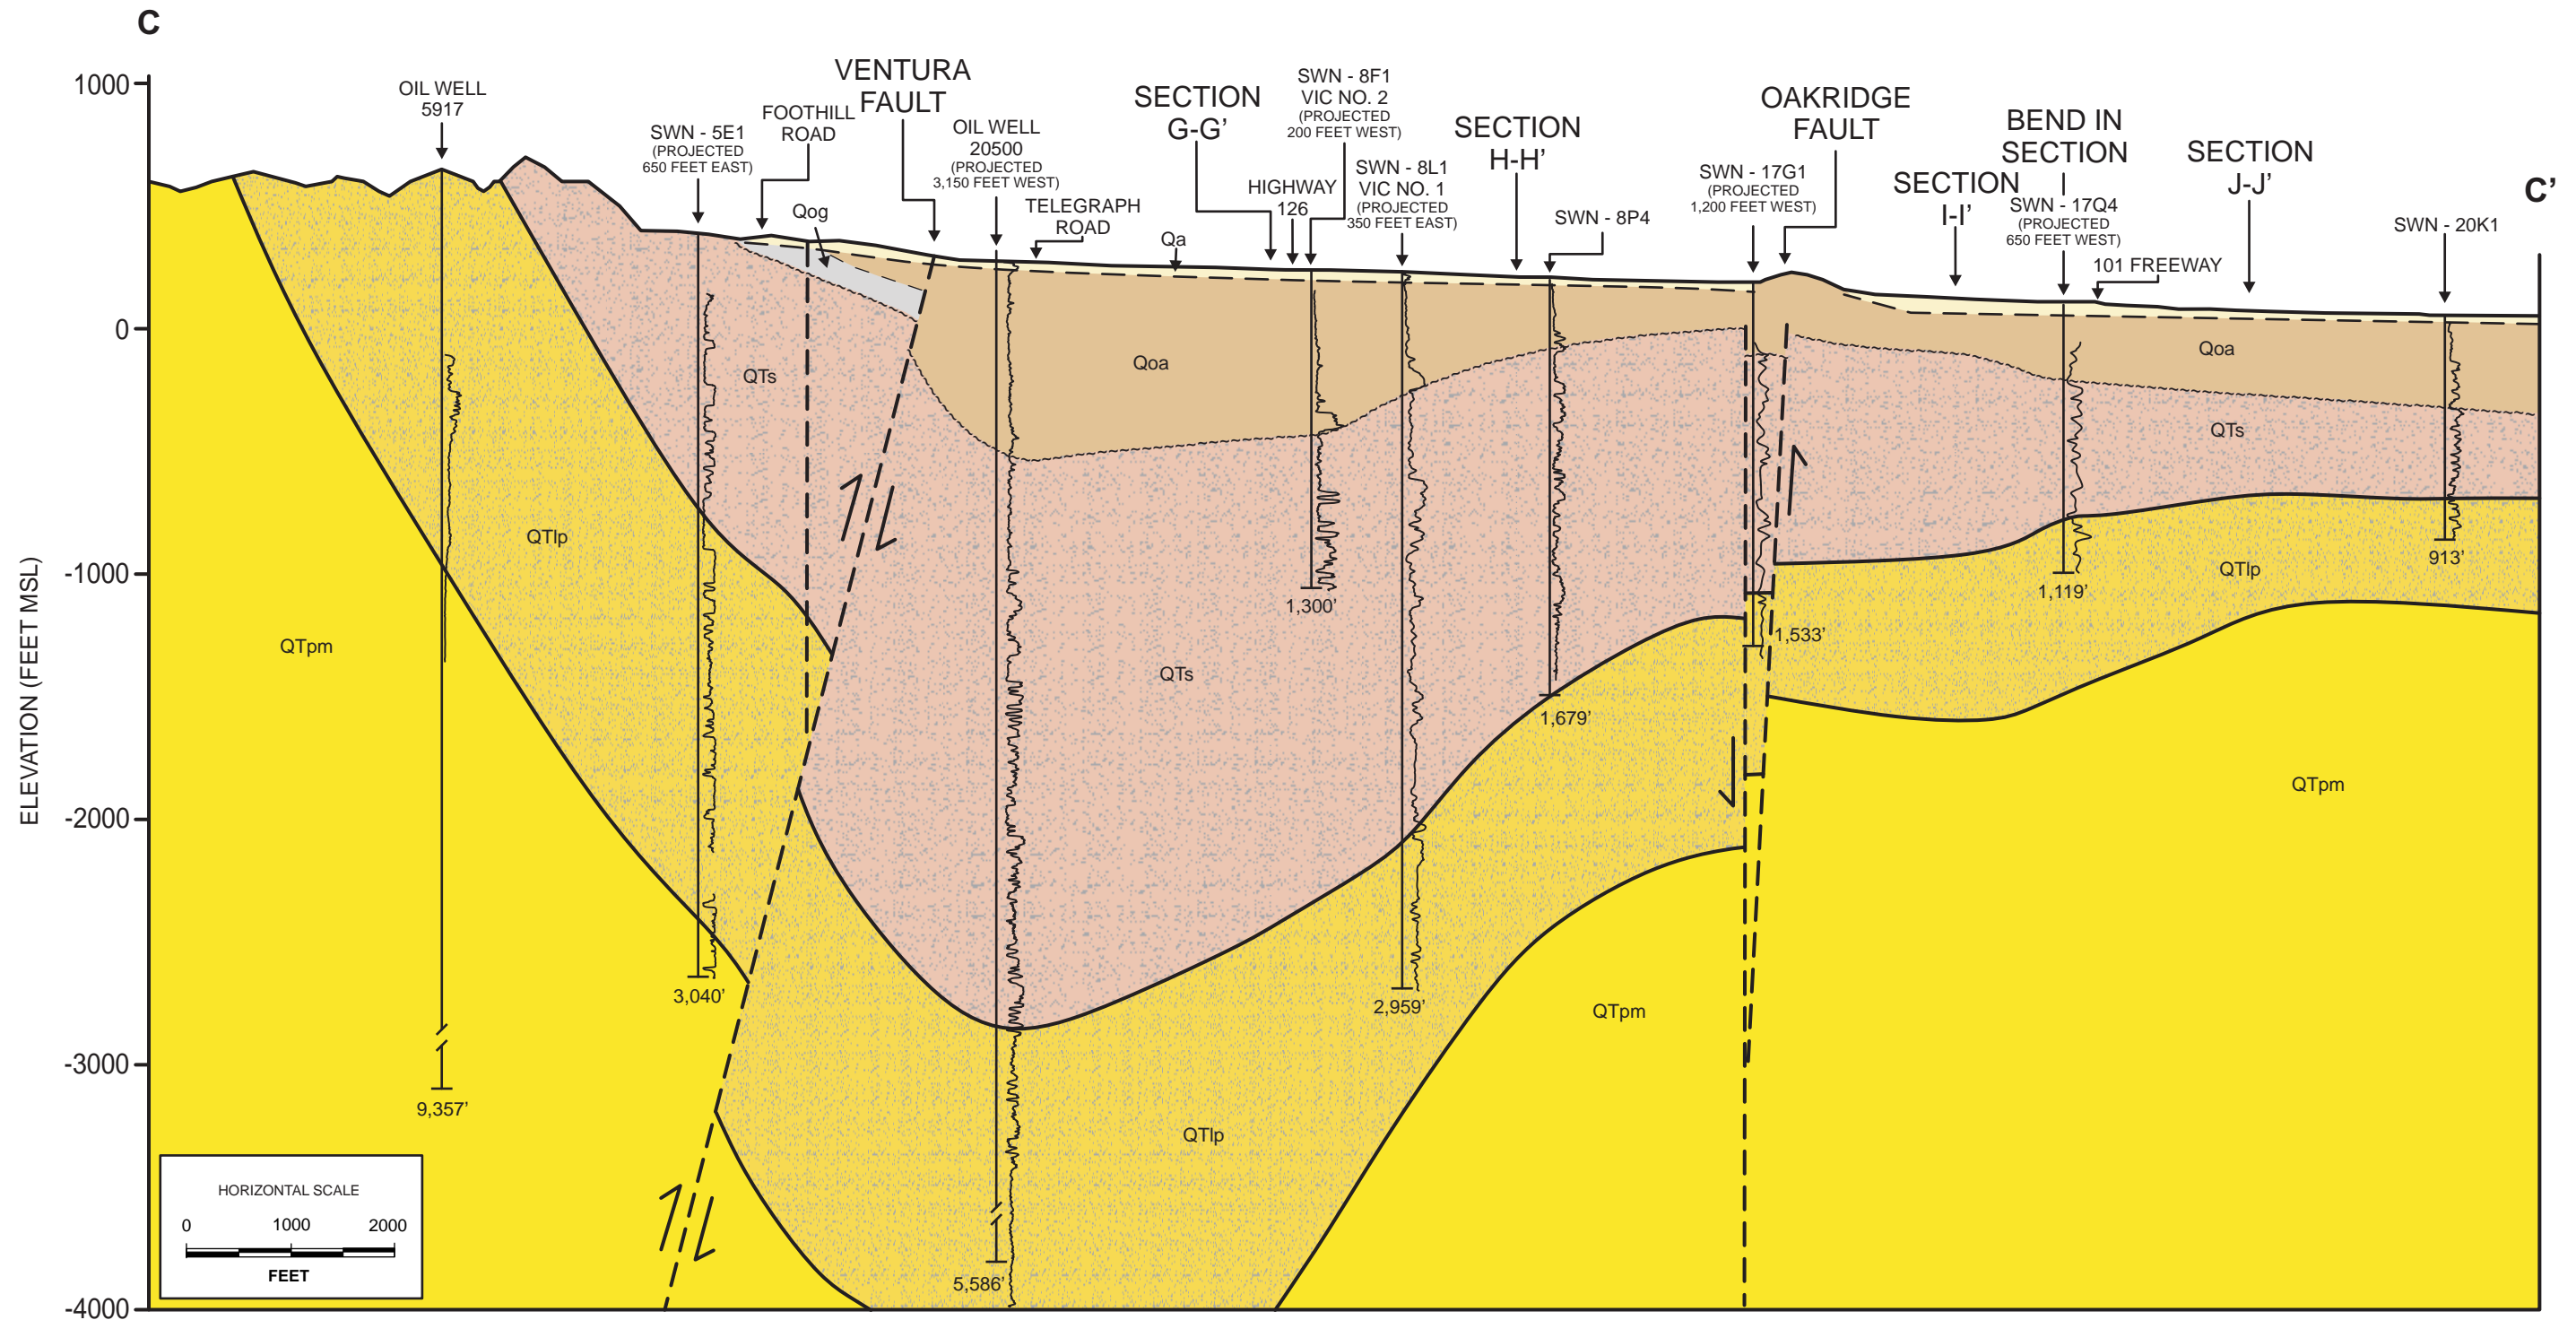 C
C'
1000
0
-1000
-2000
-3000
-4000
ELEVATION (FEET MSL)
OIL WELL
5917
SWN - 5E1
(PROJECTED
650 FEET EAST)
FOOTHILL
ROAD
VENTURA
FAULT
Qog
OIL WELL
20500
(PROJECTED
3,150 FEET WEST)
TELEGRAPH
ROAD
SECTION
G-G’
Qa
HIGHWAY
126
SWN - 8F1
VIC NO. 2
(PROJECTED
200 FEET WEST)
SWN - 8L1
VIC NO. 1
(PROJECTED
350 FEET EAST)
SECTION
H-H’
SWN - 8P4
SWN - 17G1
(PROJECTED
1,200 FEET WEST)
OAKRIDGE
FAULT
SECTION
I-I’
BEND IN
SECTION
SWN - 17Q4
(PROJECTED
650 FEET WEST)
101 FREEWAY
SECTION
J-J’
SWN - 20K1
QTs
Qoa
Qoa
QTs
QTlp
QTpm
QTs
QTlp
QTpm
QTlp
QTpm
9,357’
3,040’
5,586’
1,300’
2,959’
1,679’
1,533’
1,119’
913’
HORIZONTAL SCALE
0 1000 2000
FEET